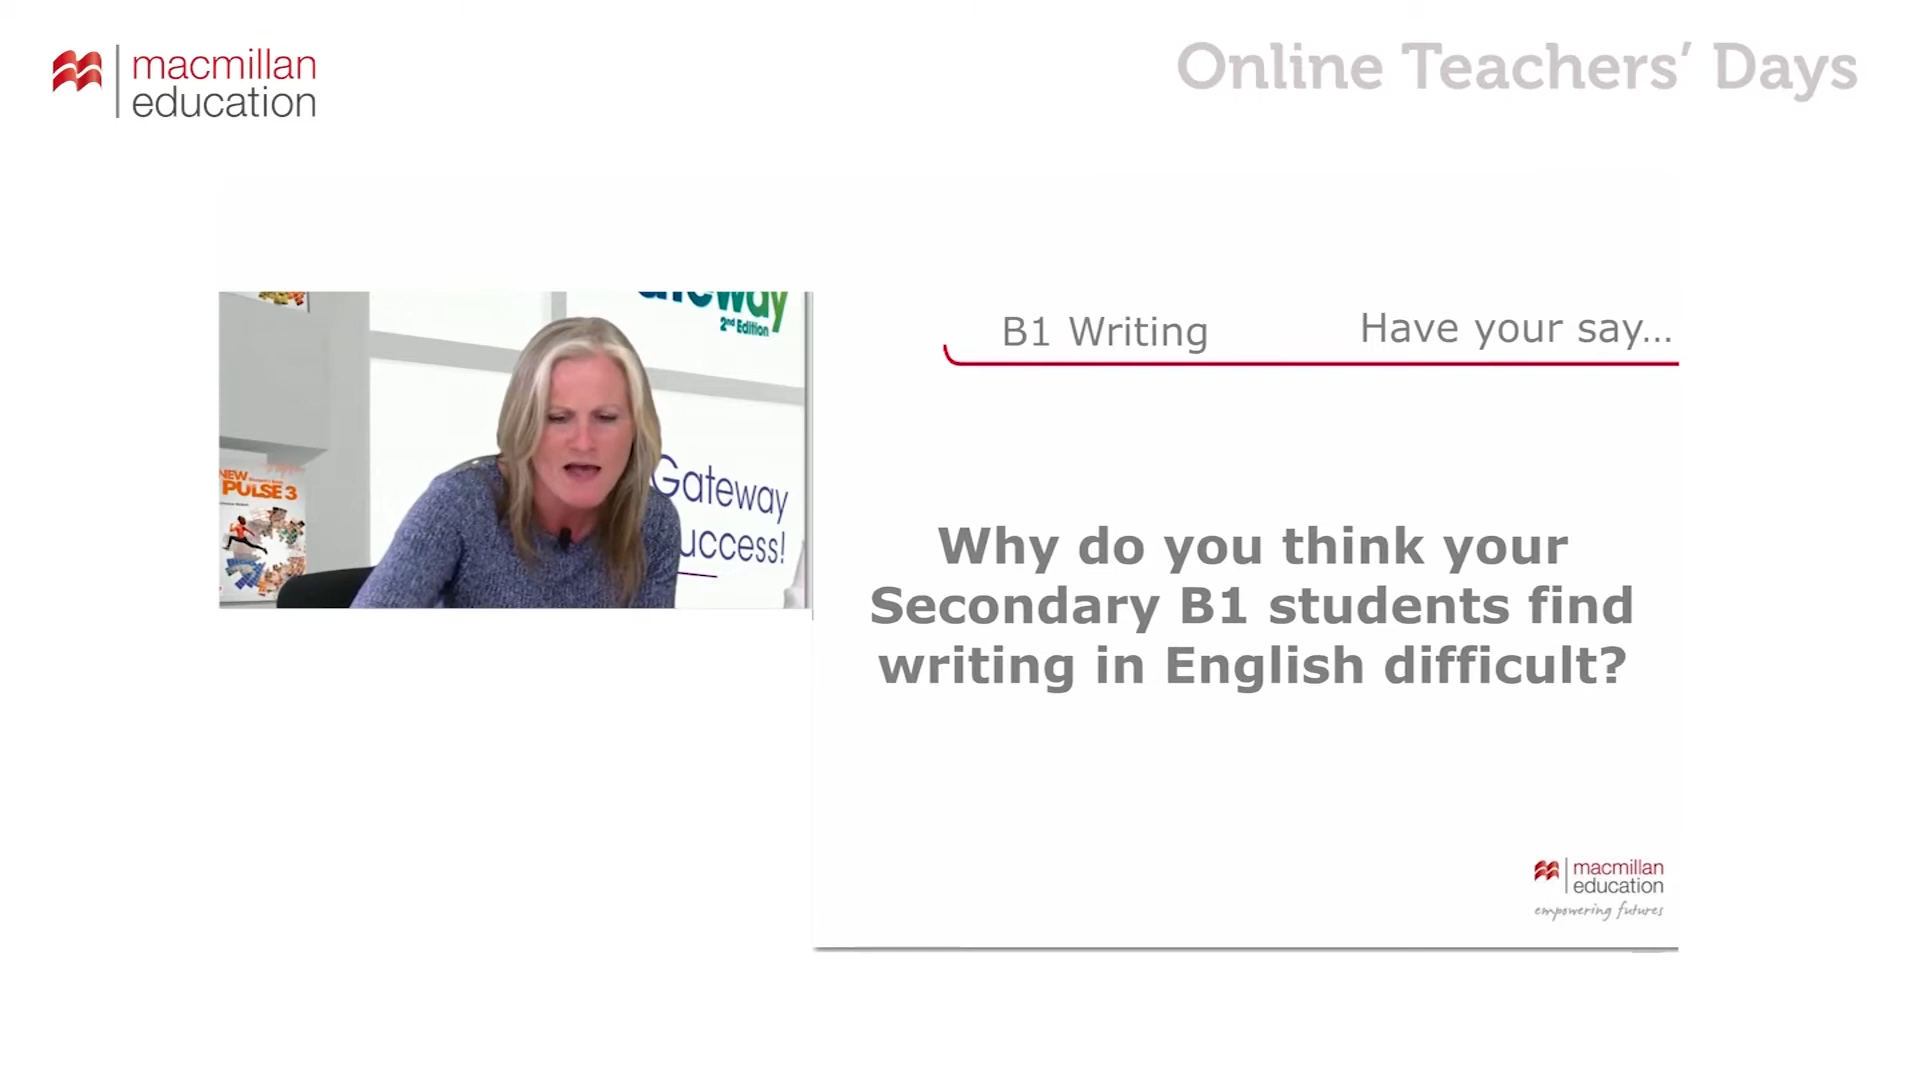 macmillan
education
Online Teachers’ Days
2nd Edition
NEW
PULSE 3
Gateway
uccess!
B1 Writing
Have your say...
Why do you think your
Secondary B1 students find
writing in English difficult?
macmillan
education
empowering futures